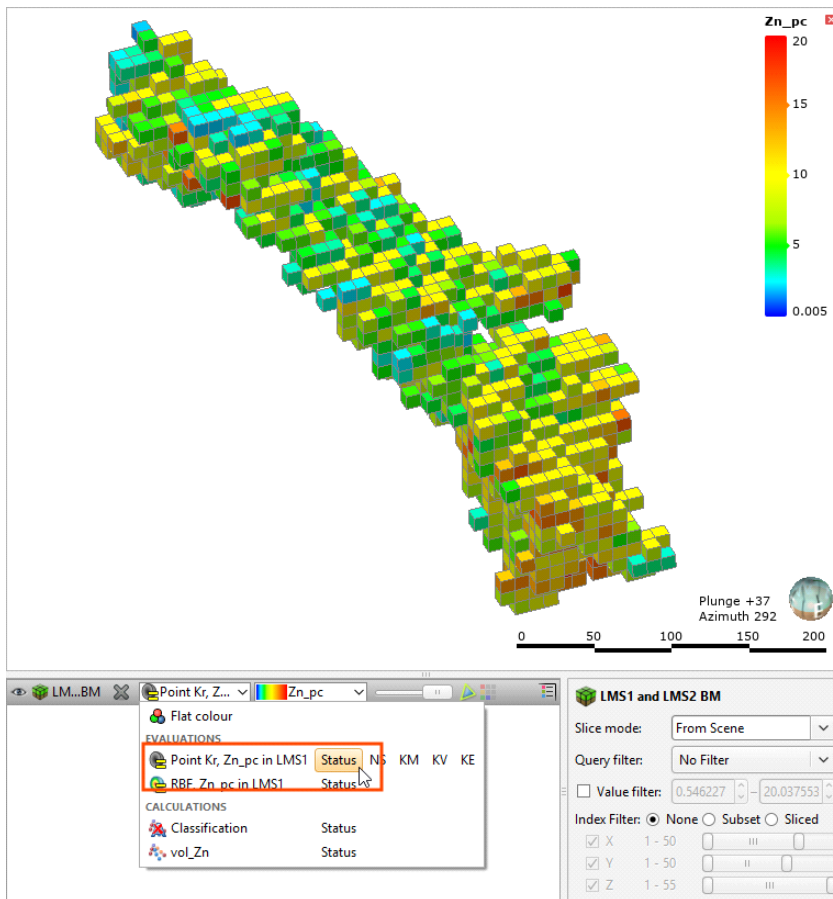 Zn_pc
20
15
10
5
0.005
Plunge +37
Azimuth 292
0 50 100 150 200
LM...BM Point Kr, Z... Zn_pc
Flat colour
EVALUATIONS
Point Kr, Zn_pc in LMS1 Status NS KM KV KE
RBF, Zn_pc in LMS1 Status
CALCULATIONS
Classification Status
vol_Zn Status
LMS1 and LMS2 BM
Slice mode: From Scene
Query filter: No Filter
Value filter: 0.546227 – 20.037553
Index Filter: None Subset Sliced
X 1 - 50
Y 1 - 50
Z 1 - 55